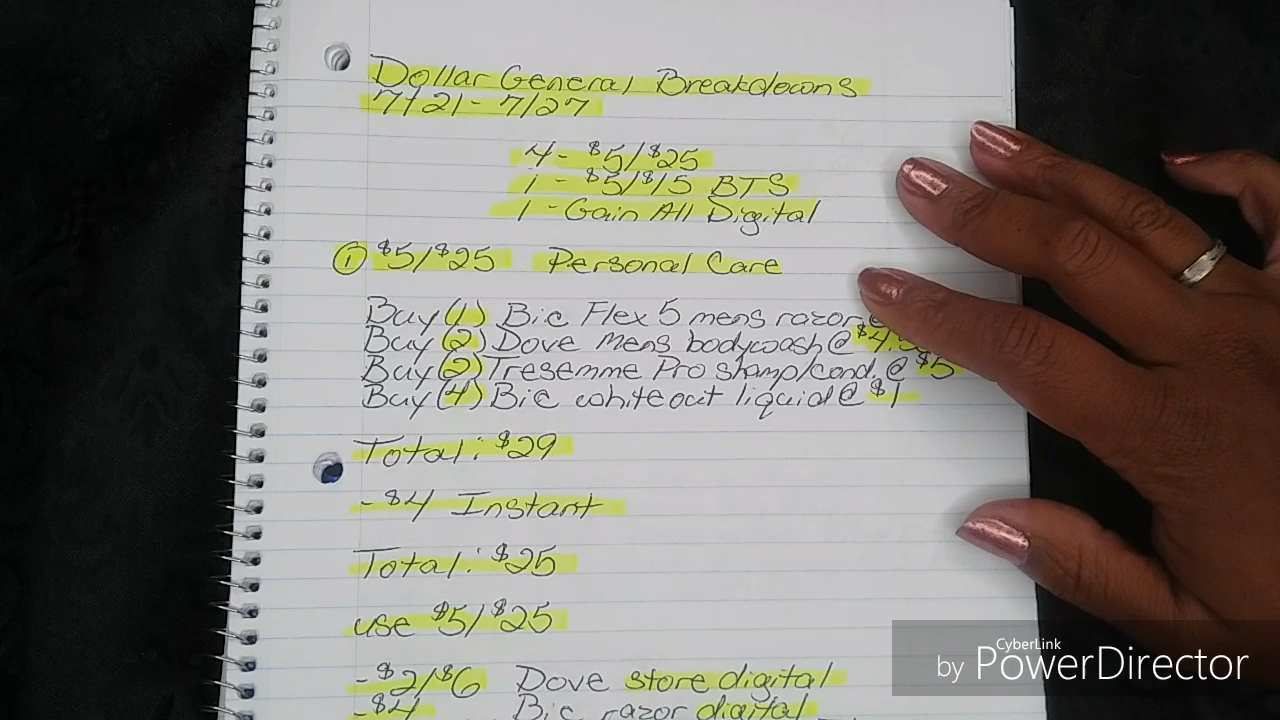 Dollar General Breakdowns
7/21 - 7/27
4 - $5/$25
1 - $5/$15 BTS
1 - Gain All Digital
① $5/$25 Personal Care
Buy (1) Bic Flex 5 mens razor @
Buy (2) Dove Mens bodywash @ $4.
Buy (2) Tresemme Pro shamp/cond. @ $5
Buy (4) Bic whiteout liquid @ $1
Total: $29
- $4 Instant
Total: $25
use $5/$25
- $2/$6 Dove store digital
- $4 Bic razor digital
CyberLink
by PowerDirector